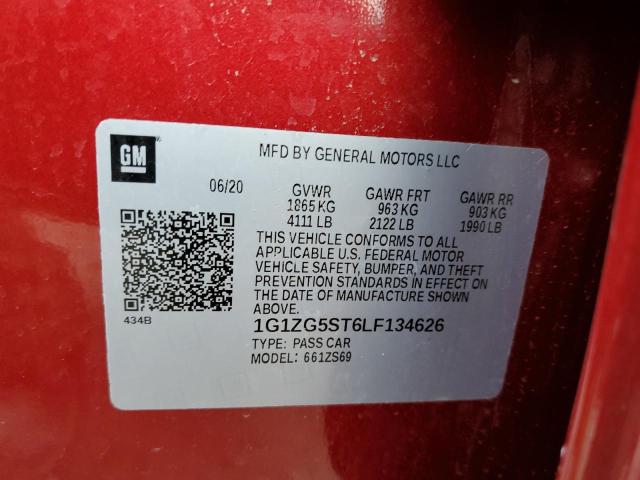 GM
MFD BY GENERAL MOTORS LLC
06/20 GVWR GAWR FRT GAWR RR
1865 KG 963 KG 903 KG
4111 LB 2122 LB 1990 LB
THIS VEHICLE CONFORMS TO ALL
APPLICABLE U.S. FEDERAL MOTOR
VEHICLE SAFETY, BUMPER, AND THEFT
PREVENTION STANDARDS IN EFFECT ON
THE DATE OF MANUFACTURE SHOWN
ABOVE.
434B
1G1ZG5ST6LF134626
TYPE: PASS CAR
MODEL: 661ZS69